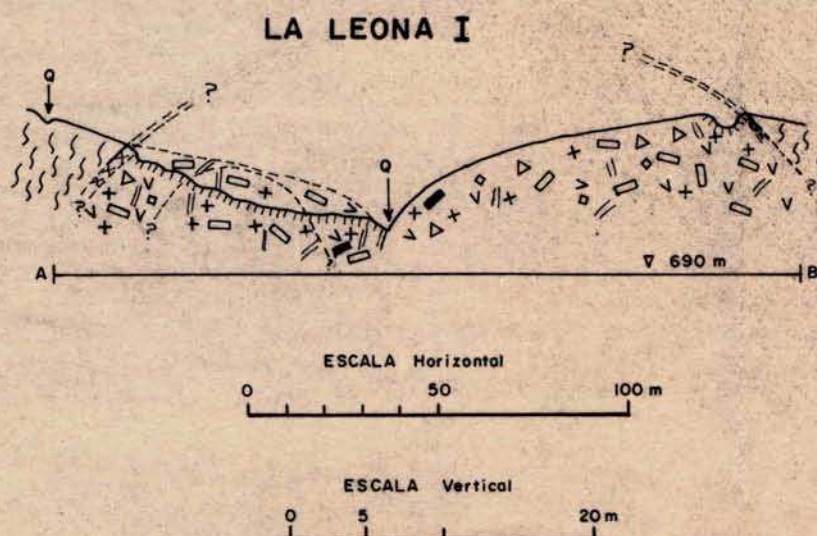 LA LEONA I
Q
?
?
Q
?
?
?
?
A
▽ 690 m
B
ESCALA Horizontal
0 50 100 m
ESCALA Vertical
0 5 20 m